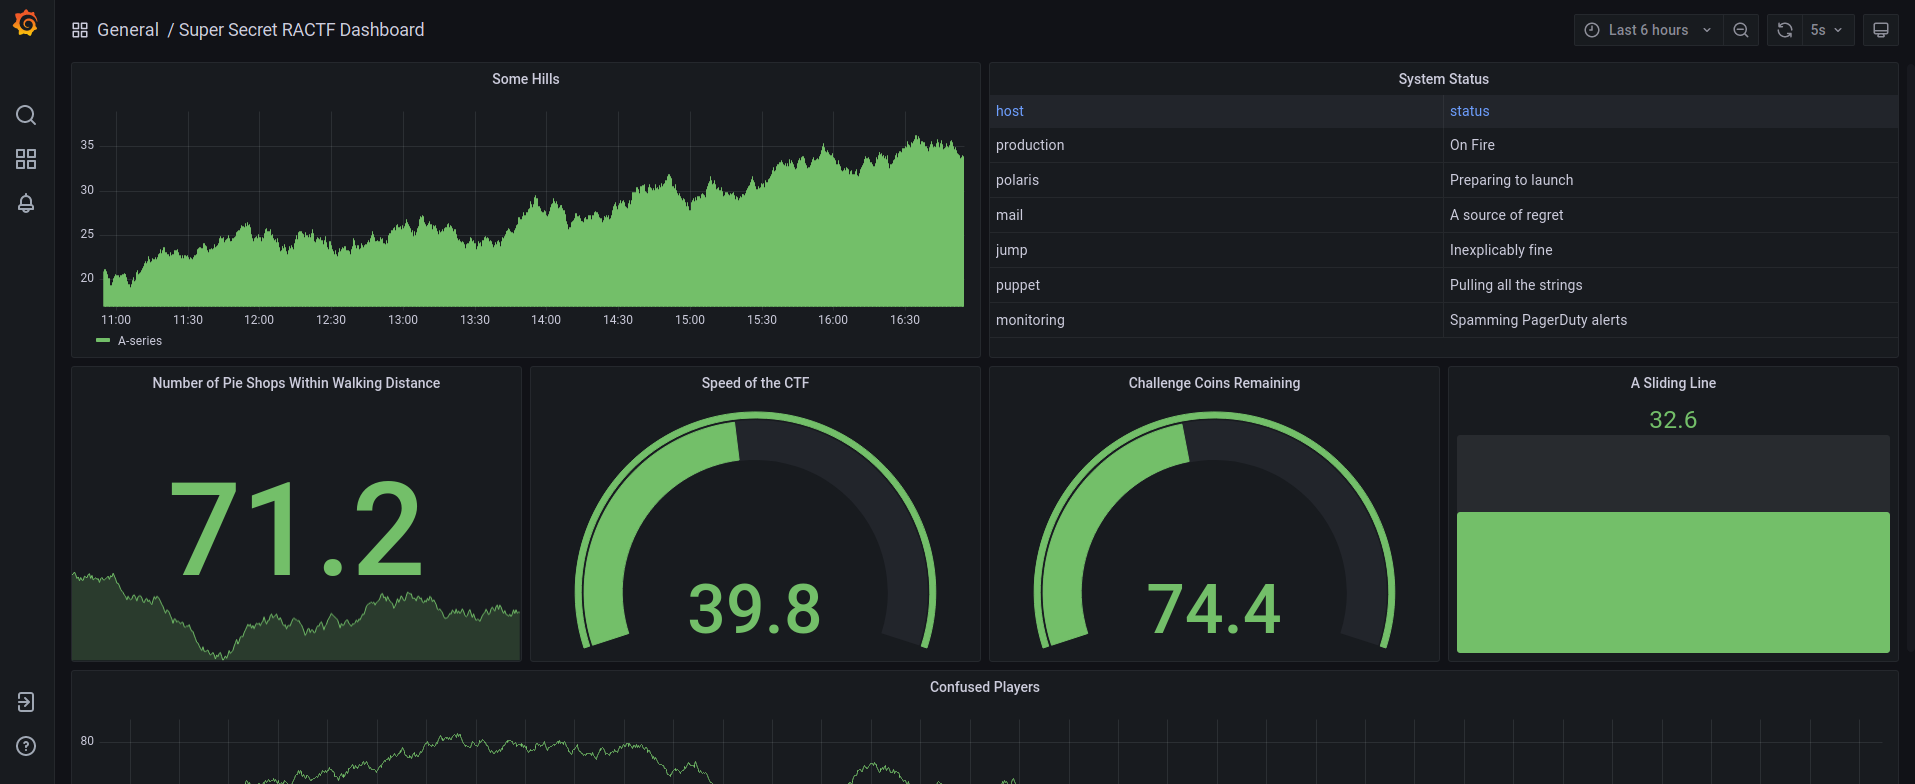 General / Super Secret RACTF Dashboard
Last 6 hours
5s
Some Hills
35
30
25
20
11:00 11:30 12:00 12:30 13:00 13:30 14:00 14:30 15:00 15:30 16:00 16:30
A-series
System Status
host status
production On Fire
polaris Preparing to launch
mail A source of regret
jump Inexplicably fine
puppet Pulling all the strings
monitoring Spamming PagerDuty alerts
Number of Pie Shops Within Walking Distance
71.2
Speed of the CTF
39.8
Challenge Coins Remaining
74.4
A Sliding Line
32.6
Confused Players
80